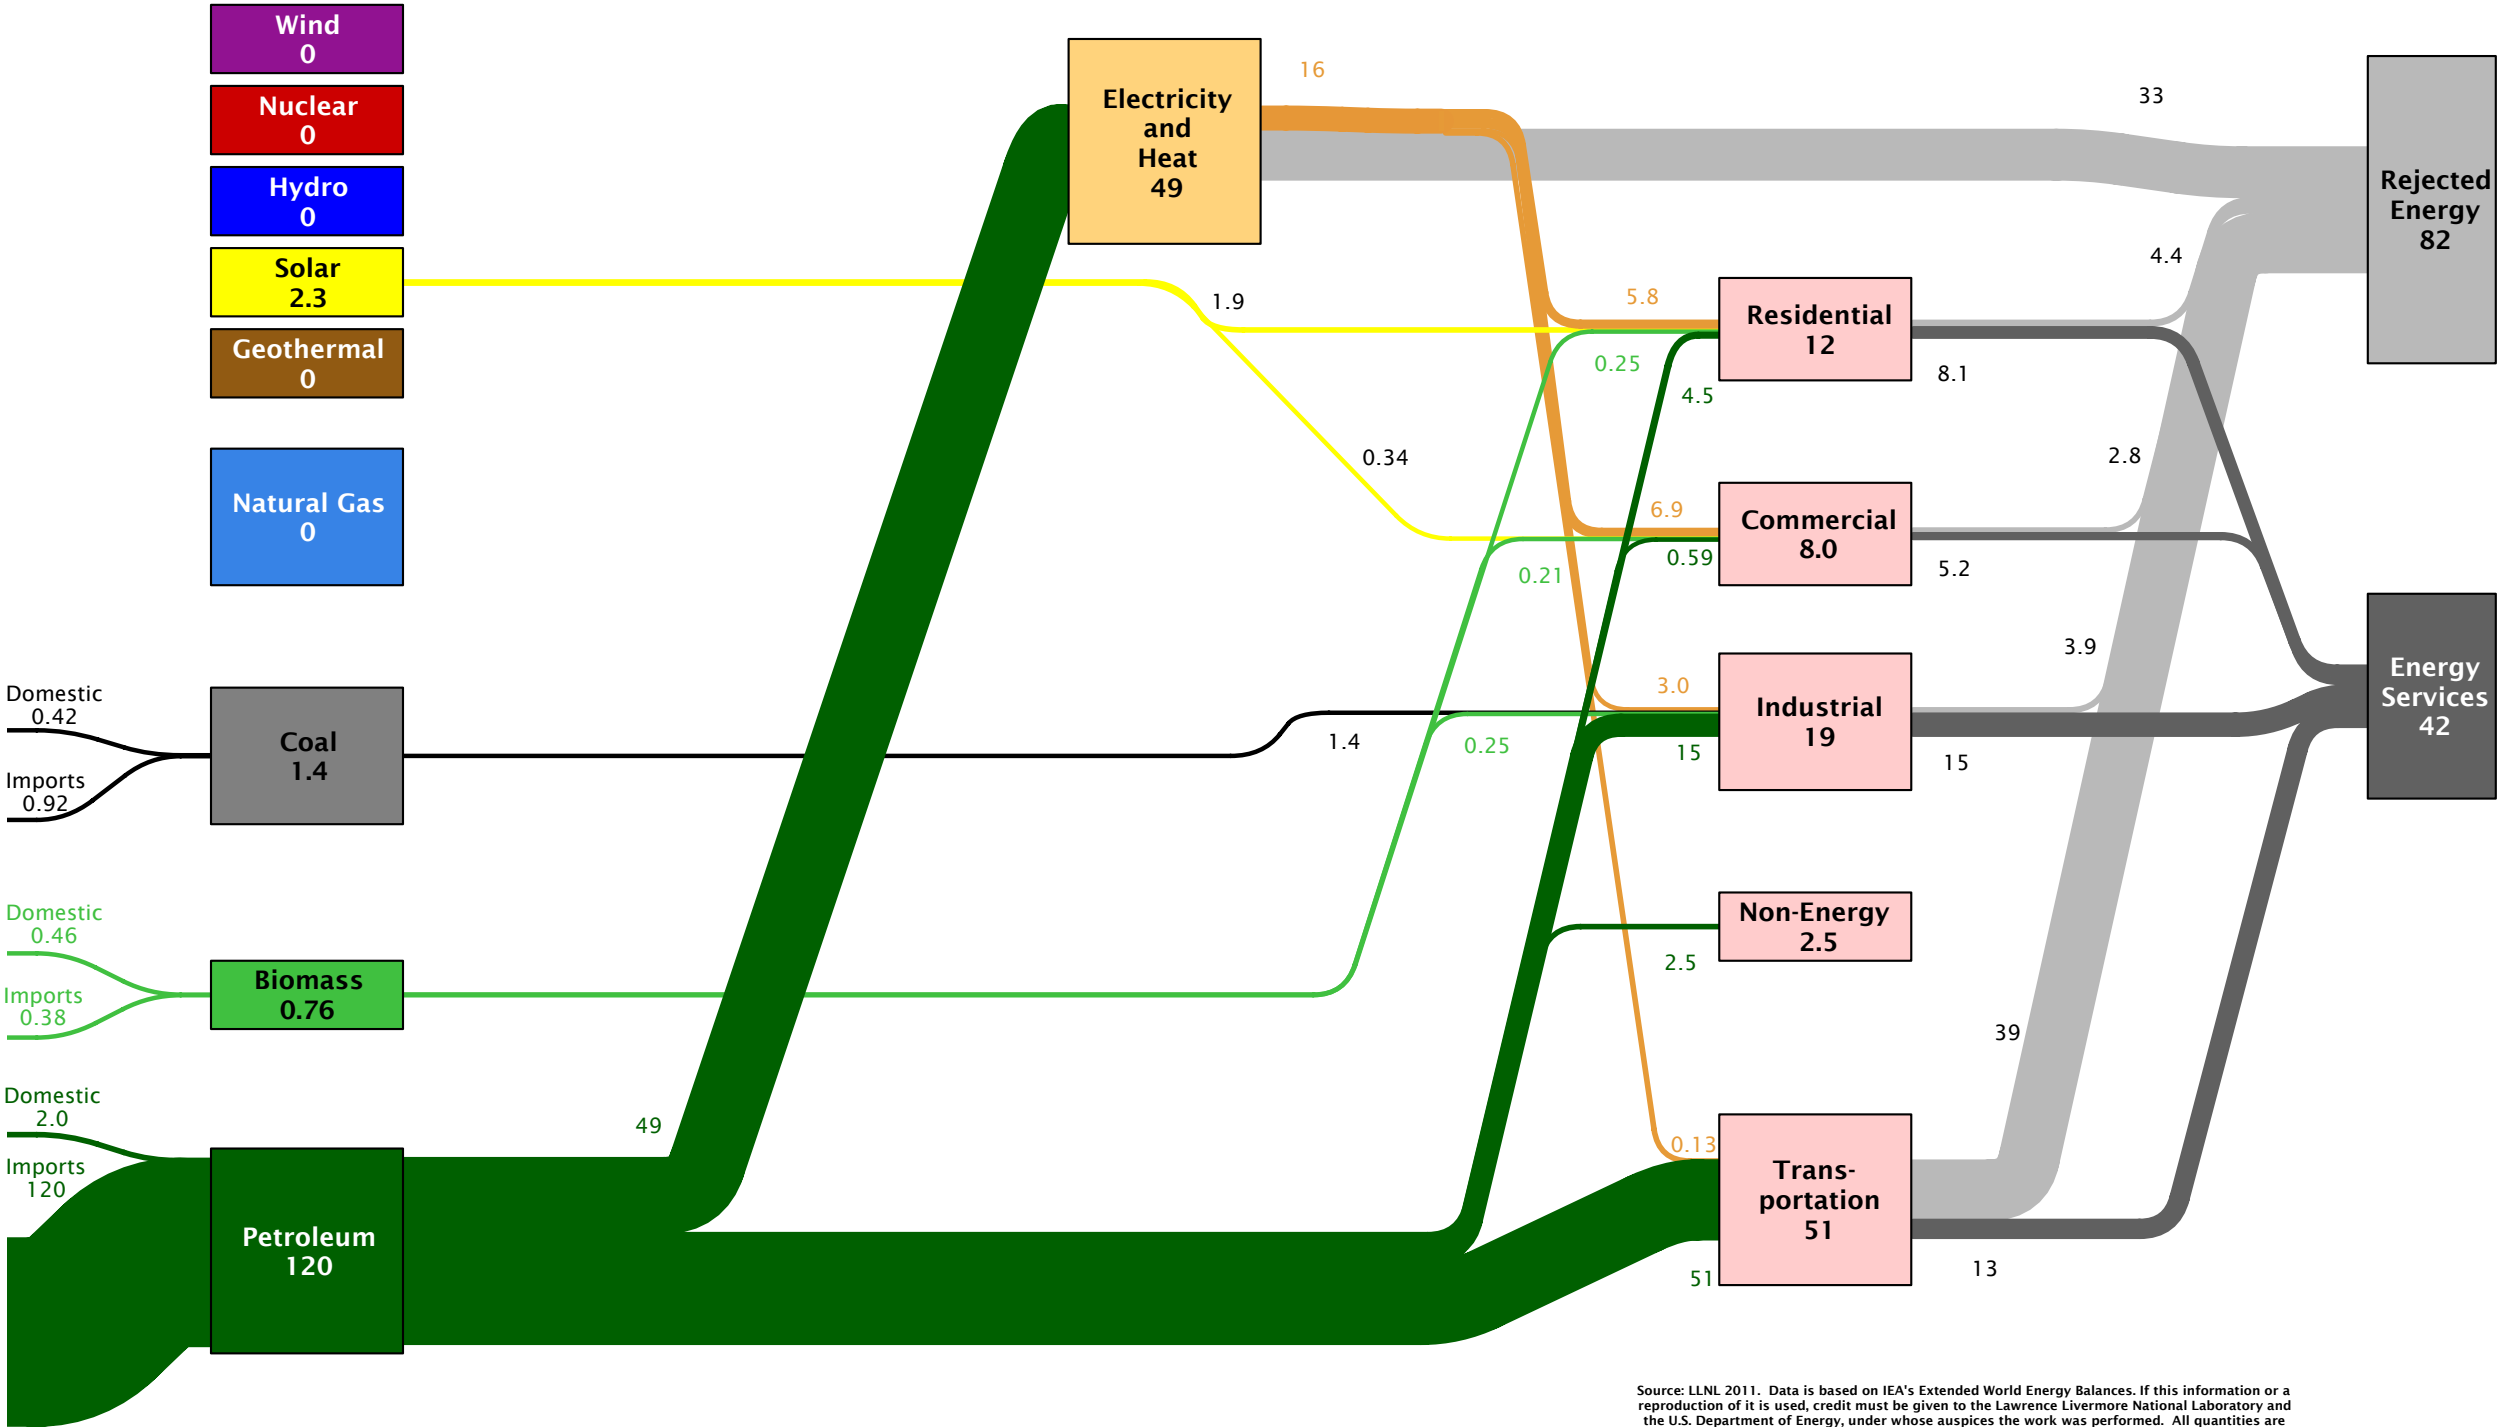 Wind
0
Nuclear
0
Hydro
0
Solar
2.3
Geothermal
0
Natural Gas
0
Domestic
0.42
Imports
0.92
Coal
1.4
Domestic
0.46
Imports
0.38
Biomass
0.76
Domestic
2.0
Imports
120
Petroleum
120
49
Electricity
and
Heat
49
16
1.9
0.34
1.4
5.8
0.25
4.5
6.9
0.21
0.59
3.0
0.25
15
2.5
0.13
51
Residential
12
Commercial
8.0
Industrial
19
Non-Energy
2.5
Trans-
portation
51
33
4.4
8.1
2.8
5.2
3.9
15
39
13
Rejected
Energy
82
Energy
Services
42
Source: LLNL 2011. Data is based on IEA's Extended World Energy Balances. If this information or a
reproduction of it is used, credit must be given to the Lawrence Livermore National Laboratory and
the U.S. Department of Energy, under whose auspices the work was performed. All quantities are